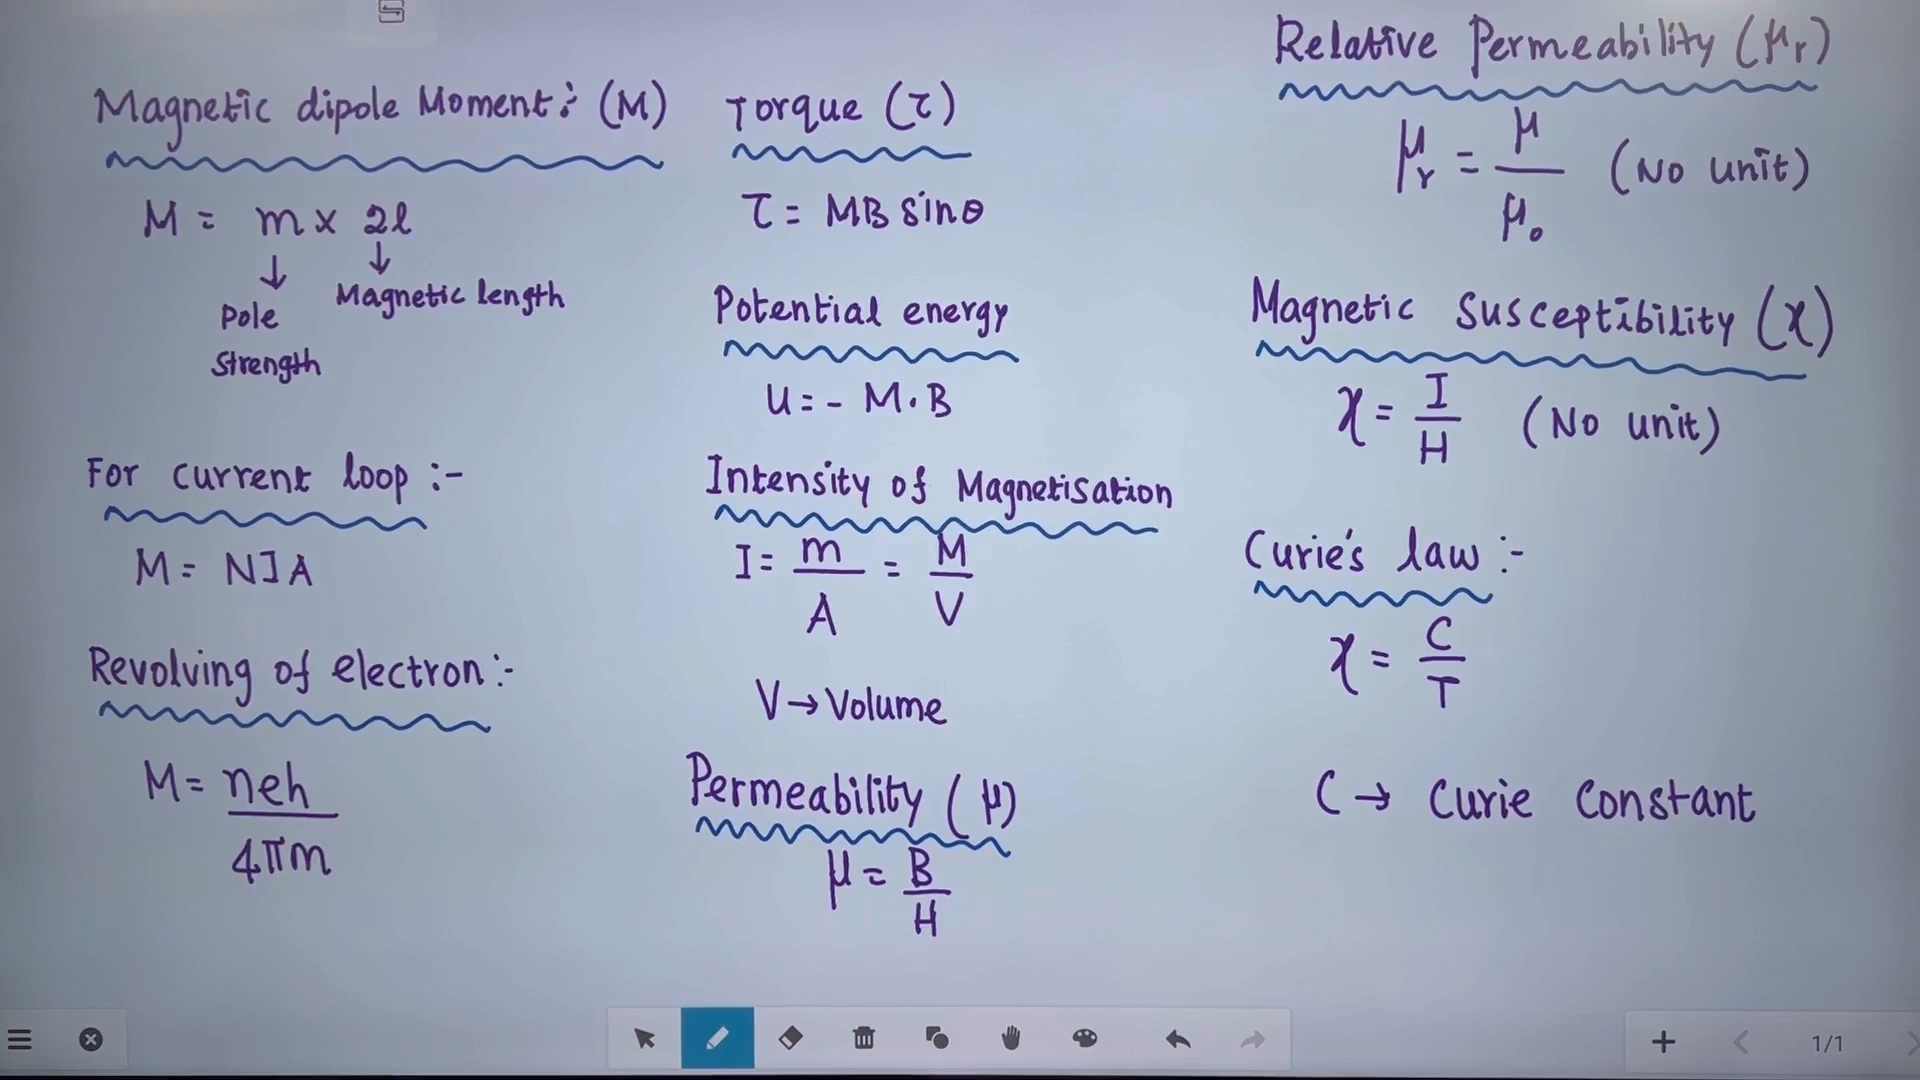 Magnetic dipole Moment:- (M)
M = m x 2l
↓ ↓
Pole Magnetic length
Strength
For current loop :-
M = NIA
Revolving of electron :-
M = neh
4πm
Torque (τ)
τ = MB sinθ
Potential energy
U = - M . B
Intensity of Magnetisation
I = m = M
A V
V → Volume
Permeability (μ)
μ = B
H
Relative Permeability (μr)
μr = μ (No unit)
μ0
Magnetic Susceptibility (χ)
χ = I (No unit)
H
Curie's law :-
χ = C
T
C → Curie Constant
1/1